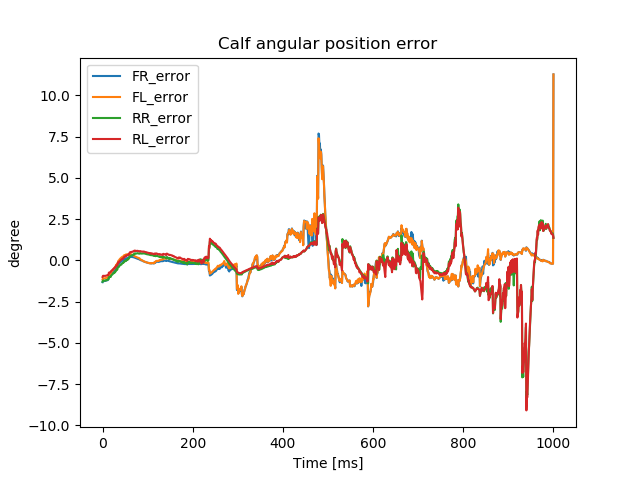 Calf angular position error
FR_error
FL_error
RR_error
RL_error
10.0
7.5
5.0
2.5
0.0
−2.5
−5.0
−7.5
−10.0
degree
0 200 400 600 800 1000
Time [ms]